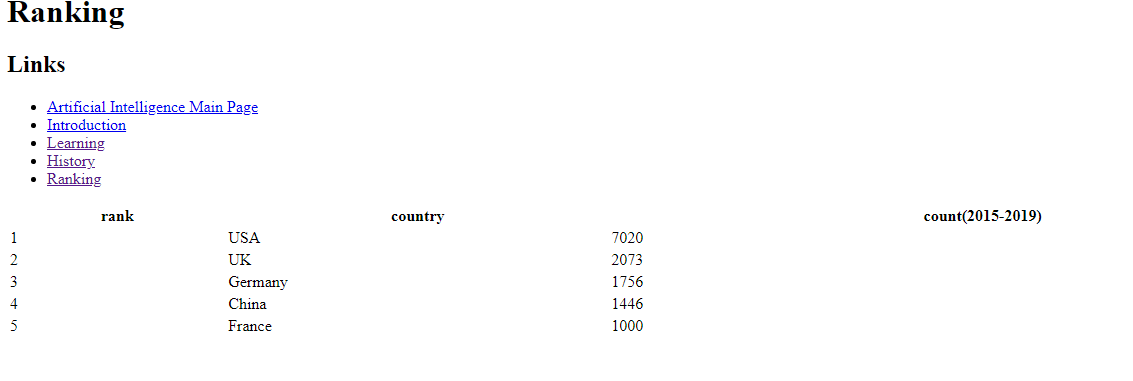 Ranking
Links
Artificial Intelligence Main Page
Introduction
Learning
History
Ranking
rank country count(2015-2019)
1 USA 7020
2 UK 2073
3 Germany 1756
4 China 1446
5 France 1000